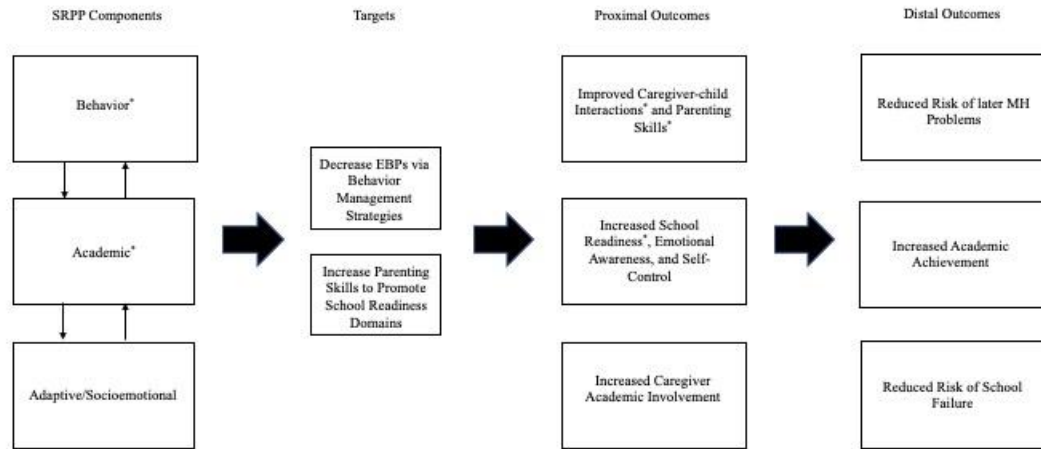 SRPP Components
Targets
Proximal Outcomes
Distal Outcomes
Behavior*
Academic*
Adaptive/Socioemotional
Decrease EBPs via
Behavior
Management
Strategies
Increase Parenting
Skills to Promote
School Readiness
Domains
Improved Caregiver-child
Interactions* and Parenting
Skills*
Increased School
Readiness*, Emotional
Awareness, and Self-
Control
Increased Caregiver
Academic Involvement
Reduced Risk of later MH
Problems
Increased Academic
Achievement
Reduced Risk of School
Failure